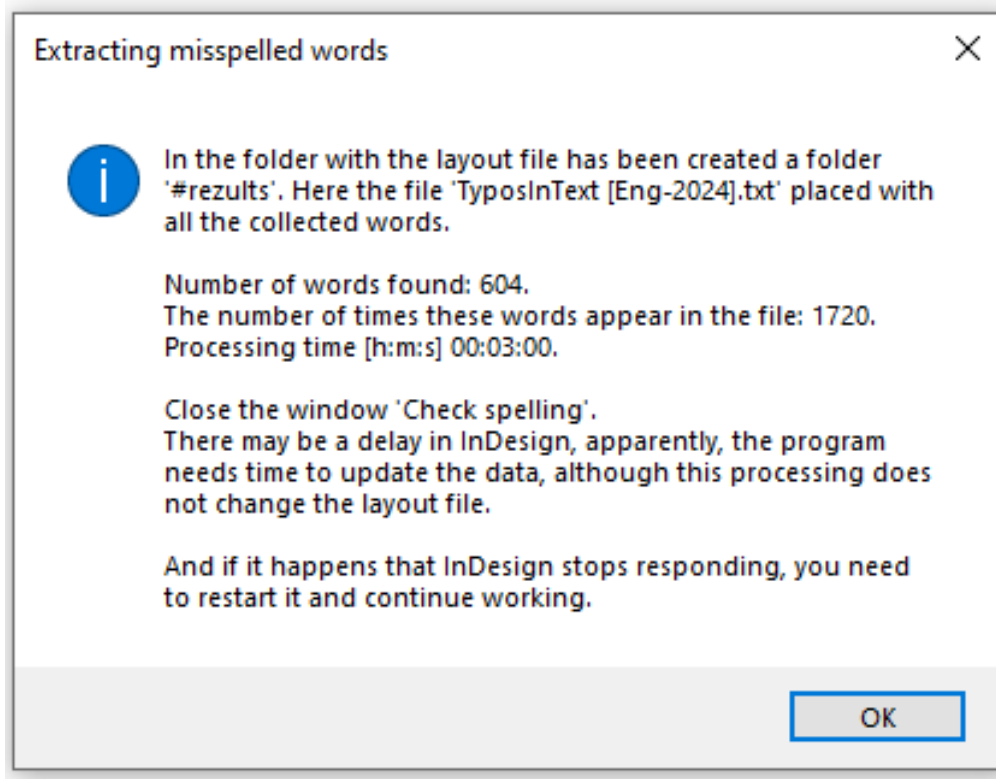 Extracting misspelled words
In the folder with the layout file has been created a folder
'#rezults'. Here the file 'TyposInText [Eng-2024].txt' placed with
all the collected words.
Number of words found: 604.
The number of times these words appear in the file: 1720.
Processing time [h:m:s] 00:03:00.
Close the window 'Check spelling'.
There may be a delay in InDesign, apparently, the program
needs time to update the data, although this processing does
not change the layout file.
And if it happens that InDesign stops responding, you need
to restart it and continue working.
OK